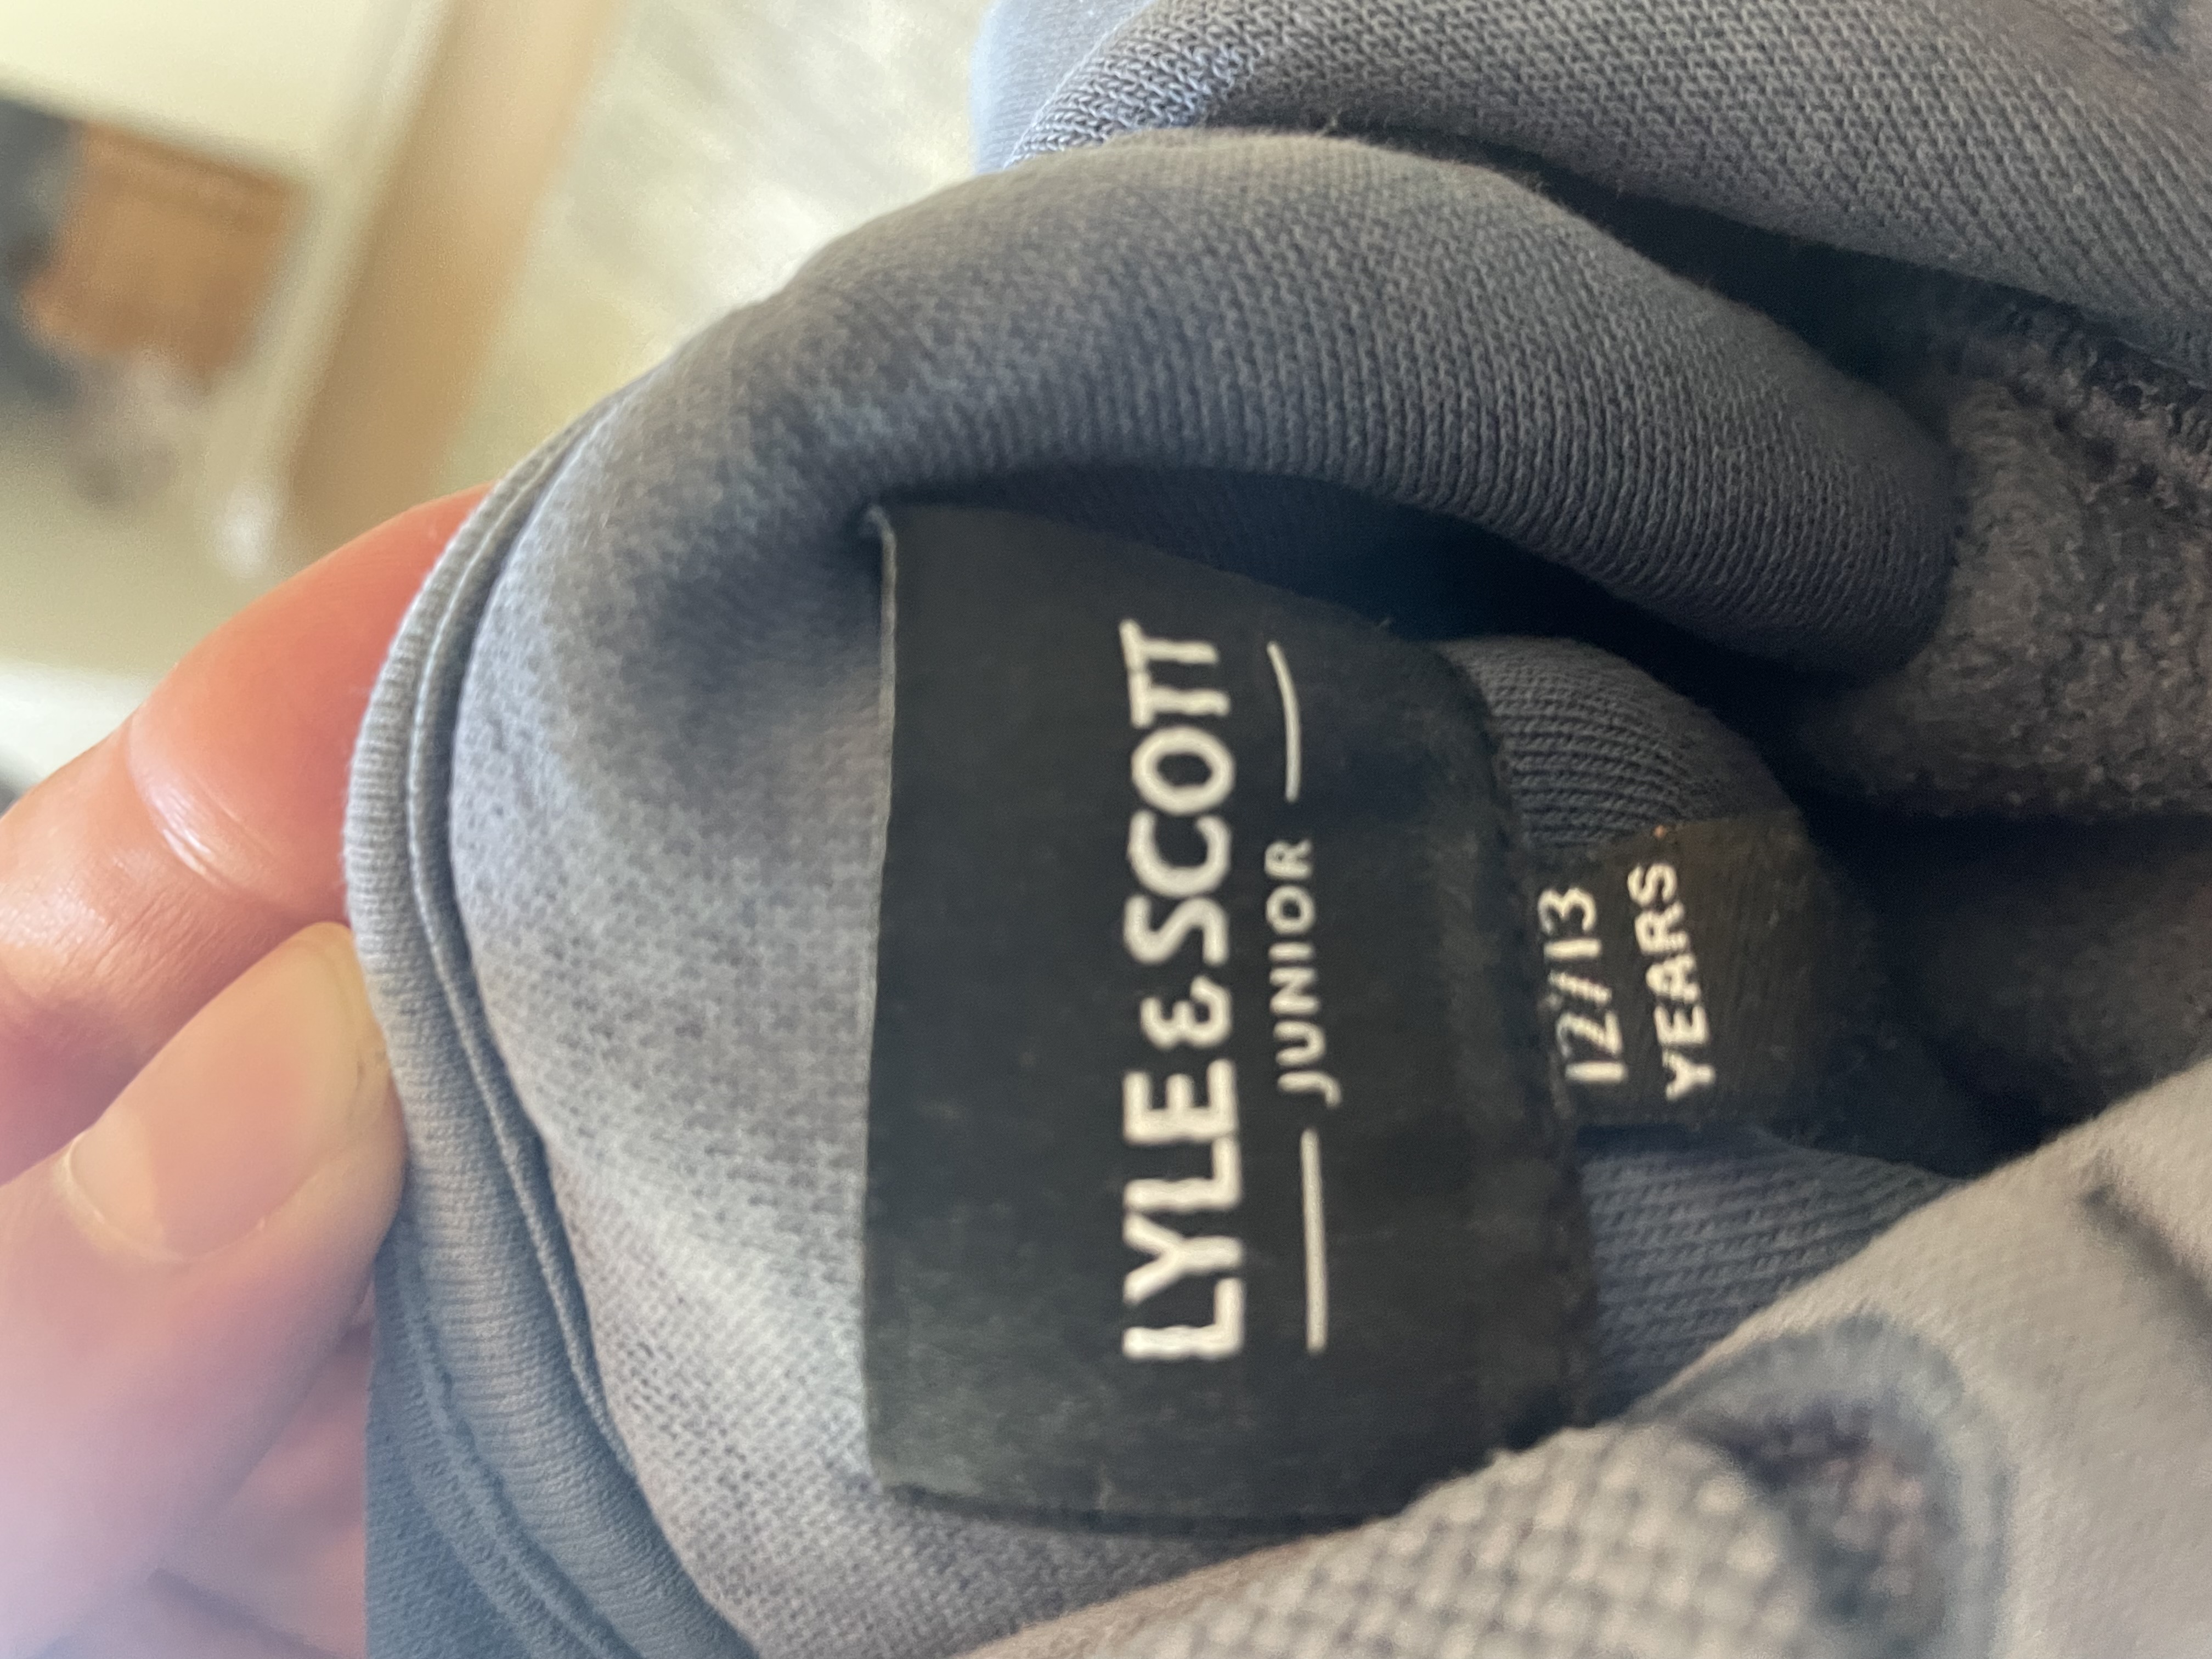 LYLE & SCOTT
JUNIOR
12/13
YEARS